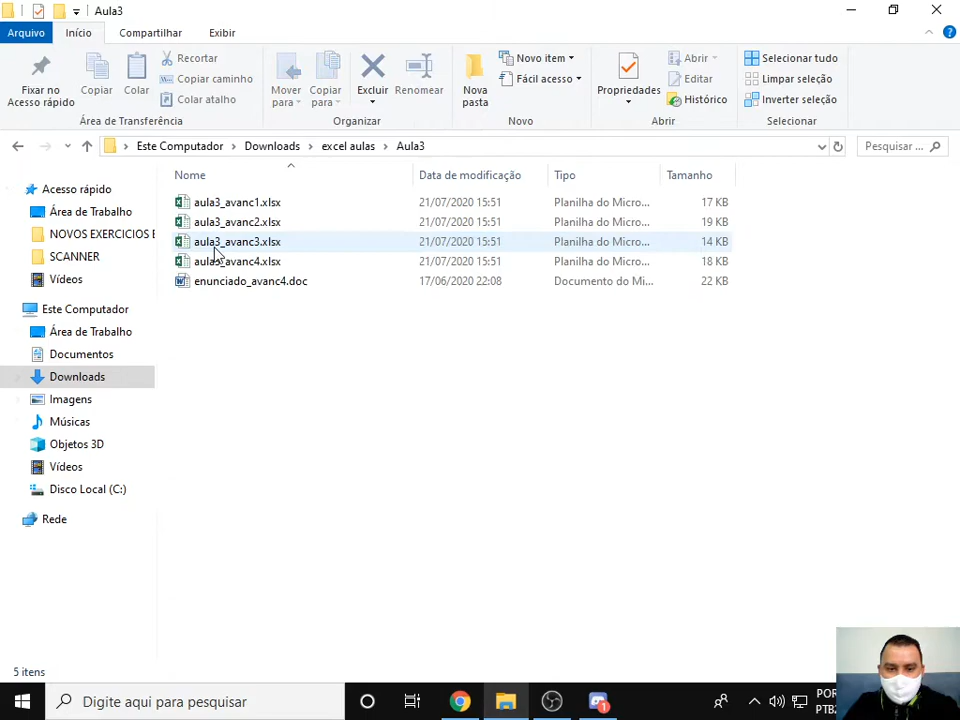 Aula3
Arquivo Início Compartilhar Exibir
Fixar no Acesso rápido
Copiar
Colar
Recortar
Copiar caminho
Colar atalho
Área de Transferência
Mover para
Copiar para
Excluir
Renomear
Organizar
Nova pasta
Novo item
Fácil acesso
Novo
Propriedades
Abrir
Editar
Histórico
Abrir
Selecionar tudo
Limpar seleção
Inverter seleção
Selecionar
Este Computador > Downloads > excel aulas > Aula3
Pesquisar ...
Nome Data de modificação Tipo Tamanho
aula3_avanc1.xlsx 21/07/2020 15:51 Planilha do Micro... 17 KB
aula3_avanc2.xlsx 21/07/2020 15:51 Planilha do Micro... 19 KB
aula3_avanc3.xlsx 21/07/2020 15:51 Planilha do Micro... 14 KB
aula3_avanc4.xlsx 21/07/2020 15:51 Planilha do Micro... 18 KB
enunciado_avanc4.doc 17/06/2020 22:08 Documento do Mi... 22 KB
Acesso rápido
Área de Trabalho
NOVOS EXERCICIOS E
SCANNER
Vídeos
Este Computador
Área de Trabalho
Documentos
Downloads
Imagens
Músicas
Objetos 3D
Vídeos
Disco Local (C:)
Rede
5 itens
Digite aqui para pesquisar
POR
PTB2